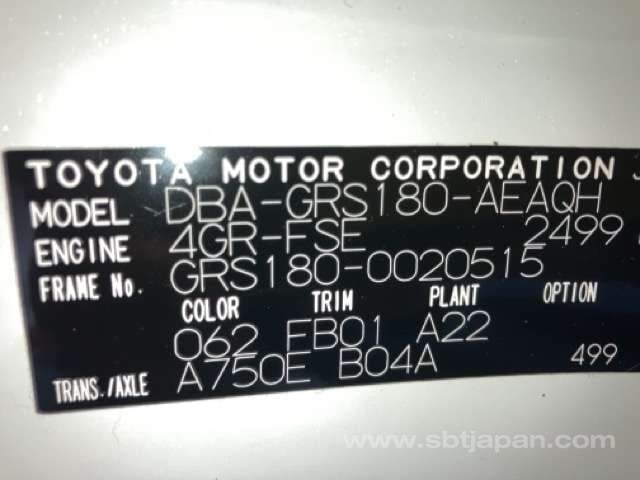 TOYOTA MOTOR CORPORATION
MODEL DBA-GRS180-AEAQH
ENGINE 4GR-FSE 2499
FRAME No. GRS180-0020515
COLOR TRIM PLANT OPTION
062 FB01 A22
TRANS./AXLE A750E B04A 499
www.sbtjapan.com